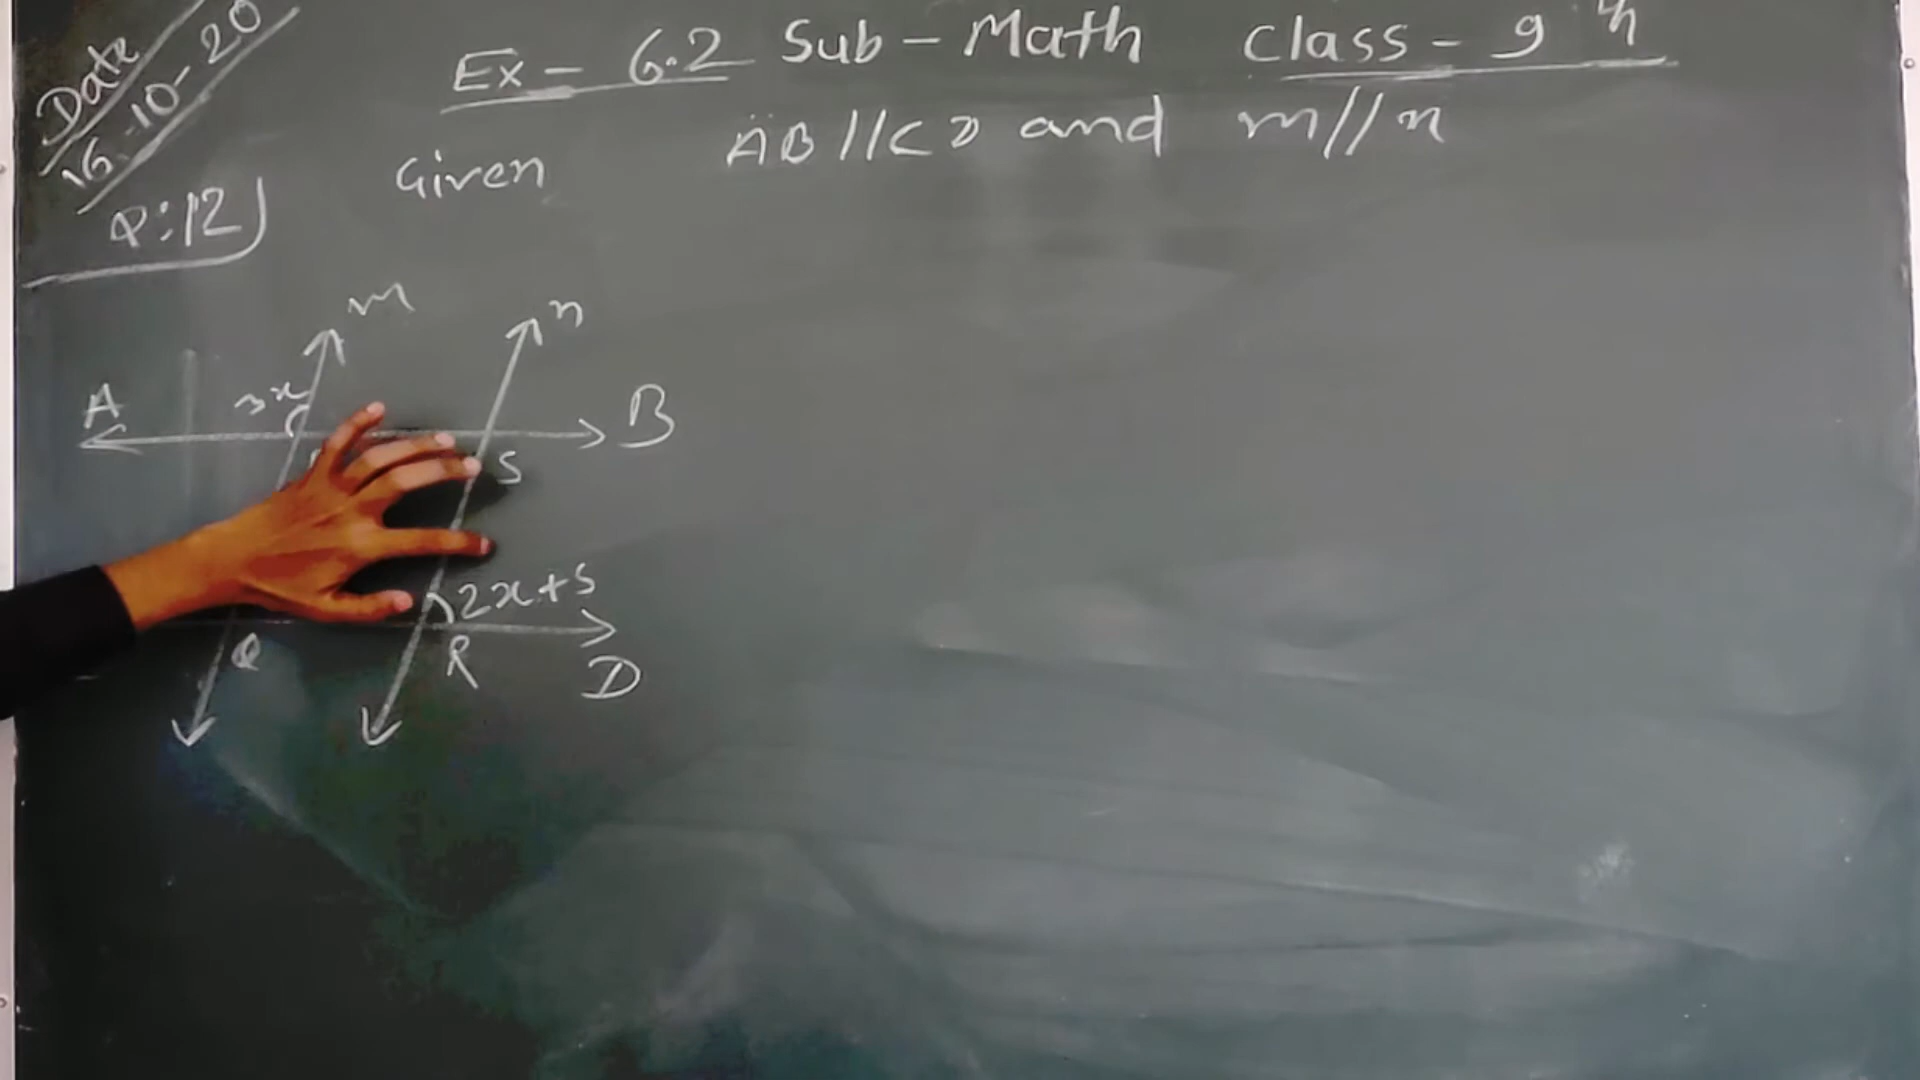 Date
16-10-20
Ex - 6.2 Sub - Math Class - 9th
Given AB//CD and m//n
Q:12)
m
n
3x
A
B
S
2x+5
Q
R
D